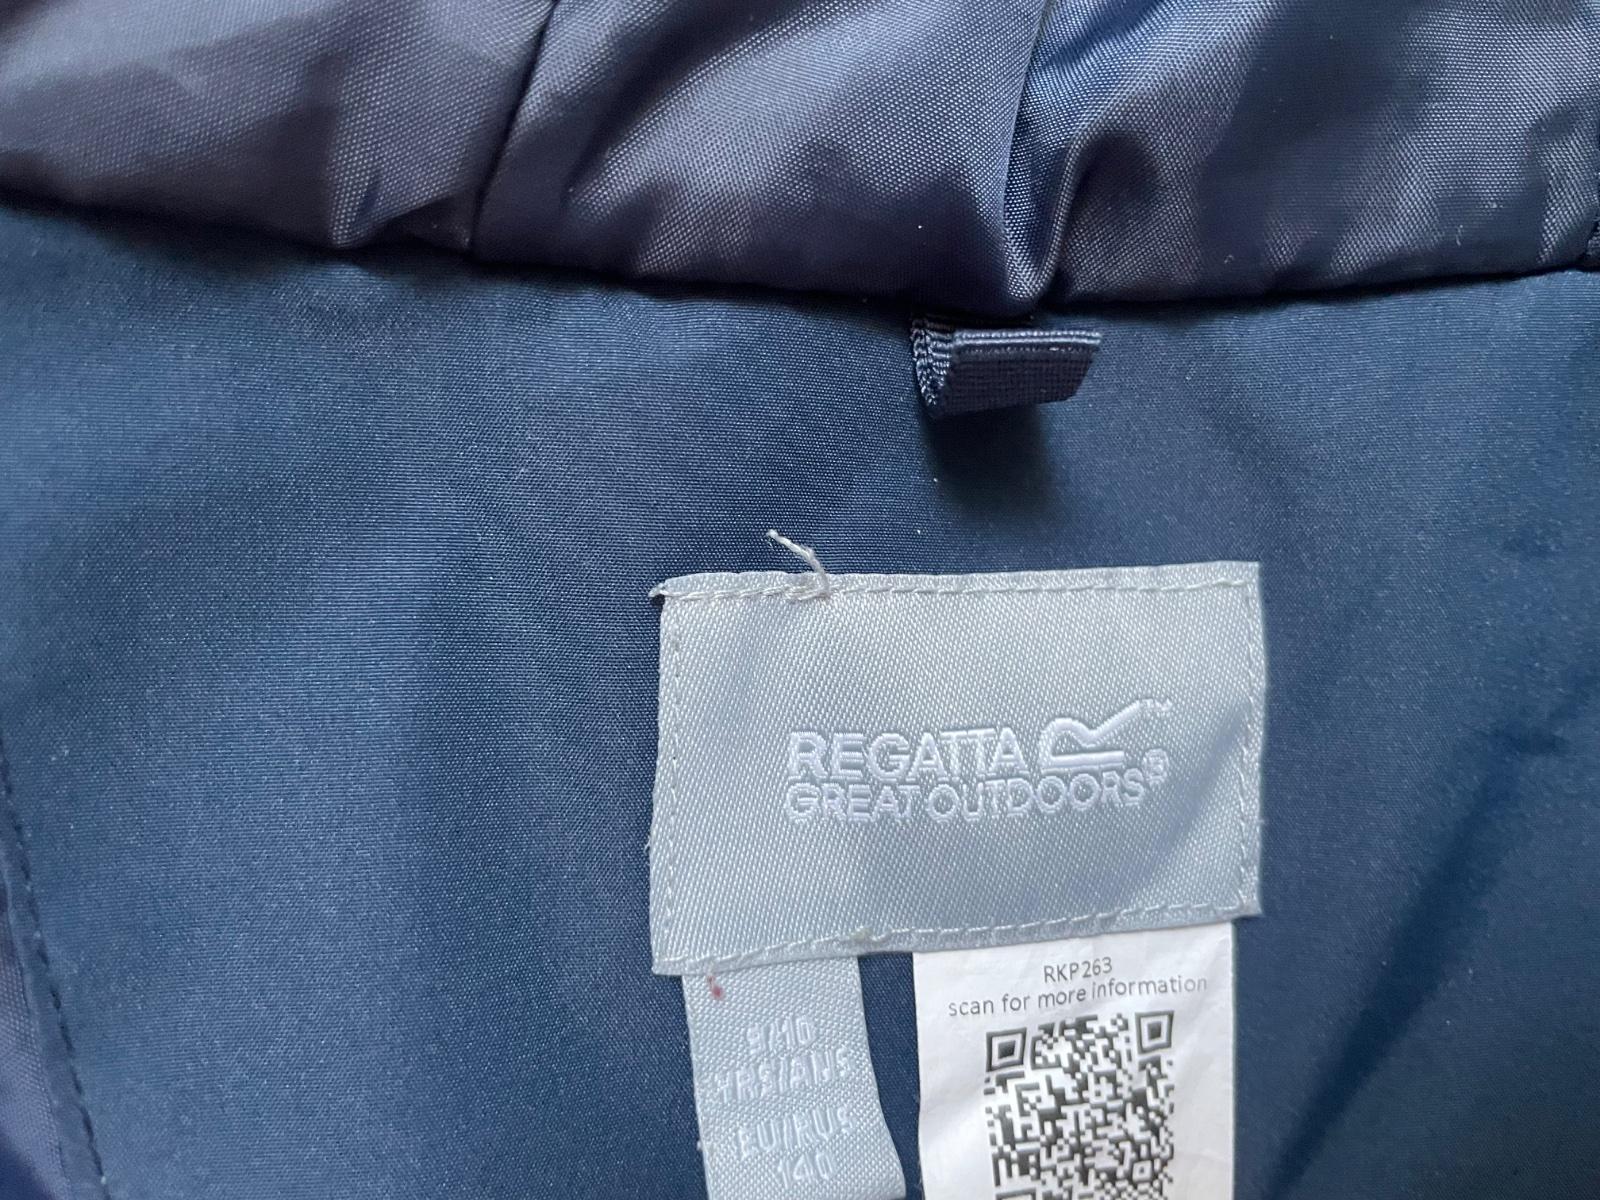 REGATTA
GREAT OUTDOORS®
RKP263
scan for more information
9/10
YRS/ANS
EU/RUS
140